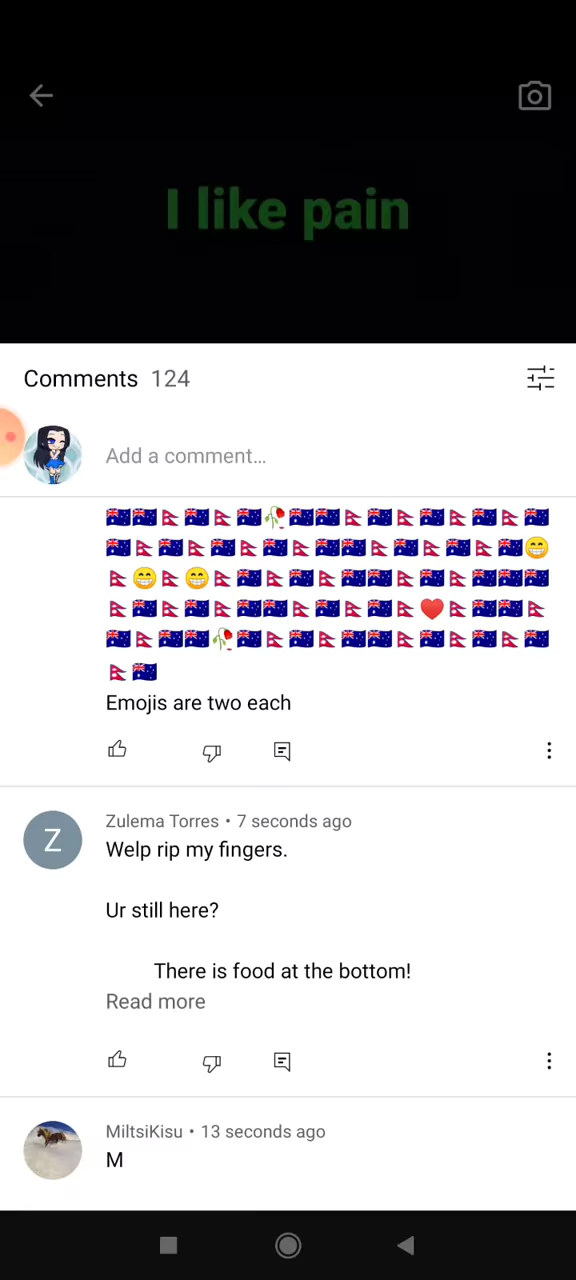 I like pain
Comments 124
Add a comment...
🇦🇺🇦🇺🇳🇵🇦🇺🇳🇵🇦🇺🥀🇦🇺🇦🇺🇳🇵🇦🇺🇳🇵🇦🇺🇳🇵🇦🇺🇳🇵🇦🇺
🇦🇺🇳🇵🇦🇺🇳🇵🇦🇺🇳🇵🇦🇺🇳🇵🇦🇺🇦🇺🇳🇵🇦🇺🇳🇵🇦🇺🇳🇵🇦🇺😁
🇳🇵😁🇳🇵😁🇳🇵🇦🇺🇳🇵🇦🇺🇳🇵🇦🇺🇦🇺🇳🇵🇦🇺🇳🇵🇦🇺🇦🇺🇦🇺
🇳🇵🇦🇺🇳🇵🇦🇺🇳🇵🇦🇺🇦🇺🇳🇵🇦🇺🇳🇵🇦🇺🇳🇵♥️🇳🇵🇦🇺🇦🇺🇳🇵
🇦🇺🇳🇵🇦🇺🇦🇺🥀🇦🇺🇳🇵🇦🇺🇳🇵🇦🇺🇦🇺🇳🇵🇦🇺🇳🇵🇦🇺🇳🇵🇦🇺
🇳🇵🇦🇺
Emojis are two each
Zulema Torres • 7 seconds ago
Welp rip my fingers.
Ur still here?
There is food at the bottom!
Read more
Z
MiltsiKisu • 13 seconds ago
M